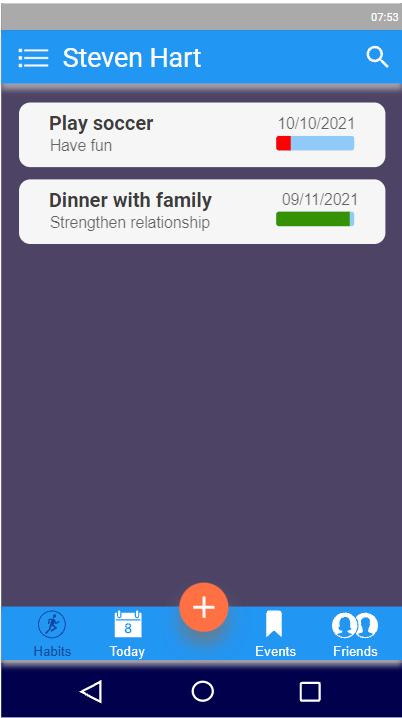 07:53
Steven Hart
Play soccer 10/10/2021
Have fun
Dinner with family 09/11/2021
Strengthen relationship
8
Habits Today Events Friends